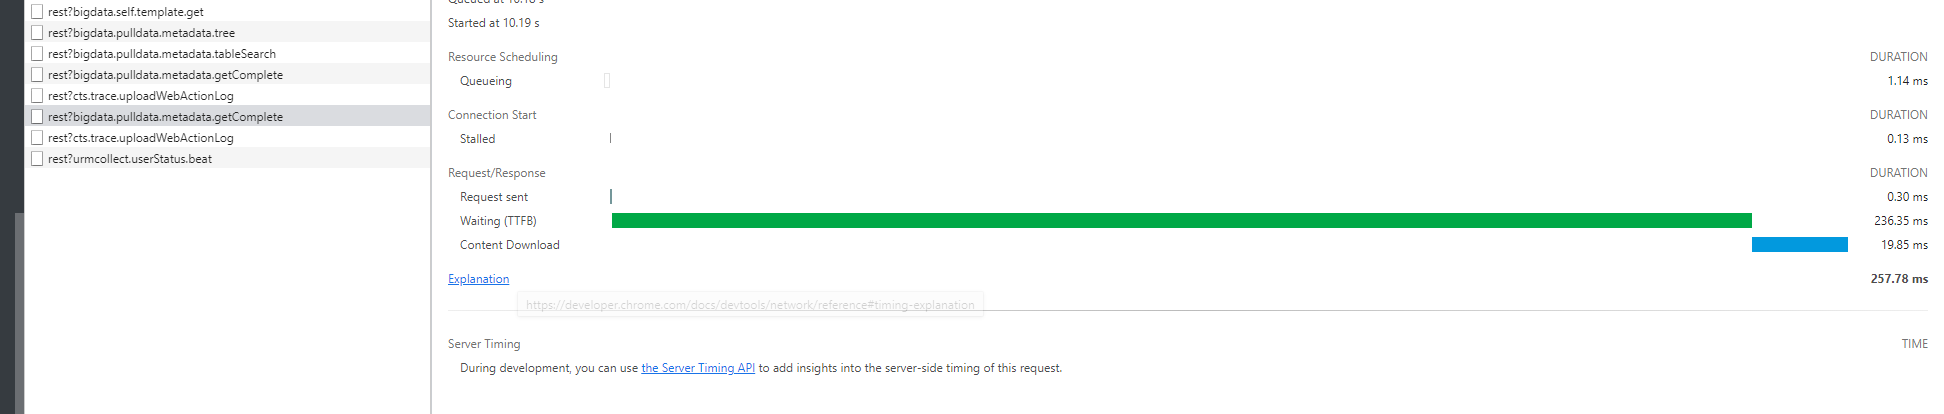 rest?bigdata.self.template.get
rest?bigdata.pulldata.metadata.tree
rest?bigdata.pulldata.metadata.tableSearch
rest?bigdata.pulldata.metadata.getComplete
rest?cts.trace.uploadWebActionLog
rest?bigdata.pulldata.metadata.getComplete
rest?cts.trace.uploadWebActionLog
rest?urmcollect.userStatus.beat
Started at 10.19 s
Resource Scheduling DURATION
Queueing 1.14 ms
Connection Start DURATION
Stalled 0.13 ms
Request/Response DURATION
Request sent 0.30 ms
Waiting (TTFB) 236.35 ms
Content Download 19.85 ms
Explanation 257.78 ms
https://developer.chrome.com/docs/devtools/network/reference#timing-explanation
Server Timing TIME
During development, you can use the Server Timing API to add insights into the server-side timing of this request.